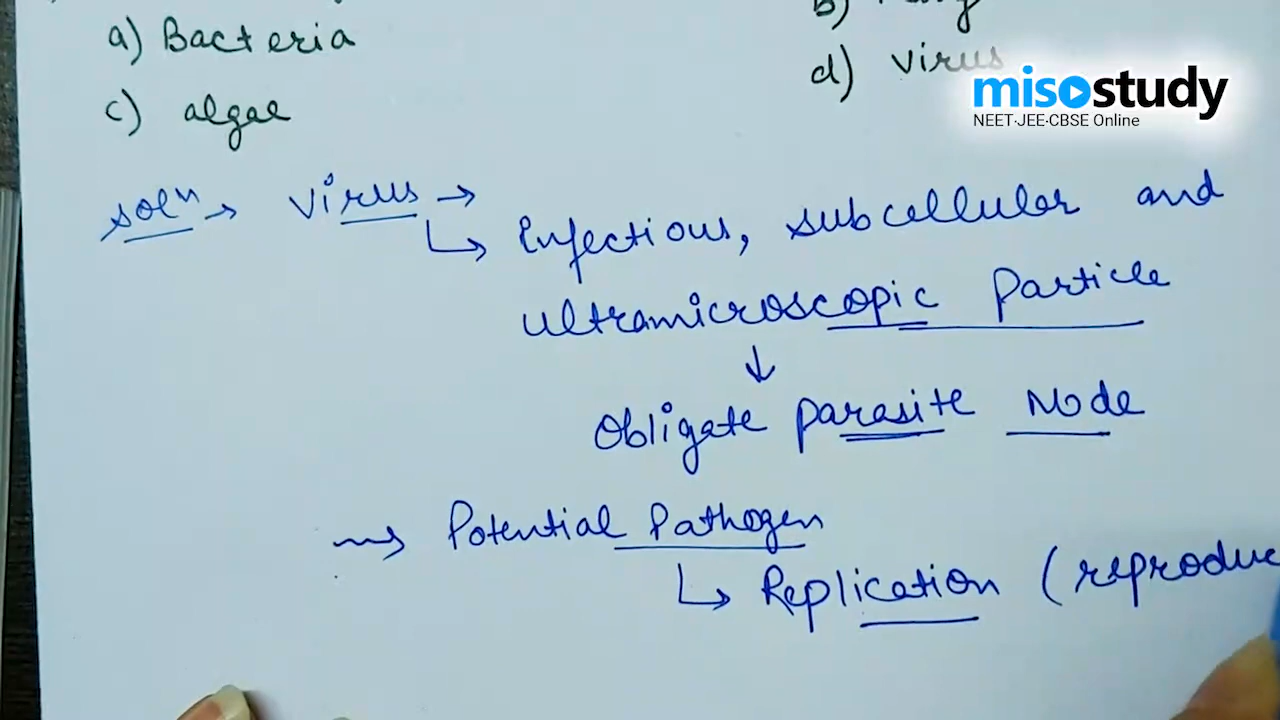 a) Bacteria
b)
c) algae
d) Virus
misostudy
NEET·JEE·CBSE Online
Solⁿ → Virus →
↳ Infectious, subcellular and
ultramicroscopic Particle
↓
Obligate parasite Mode
→ Potential Pathogen
↳ Replication (reproduc